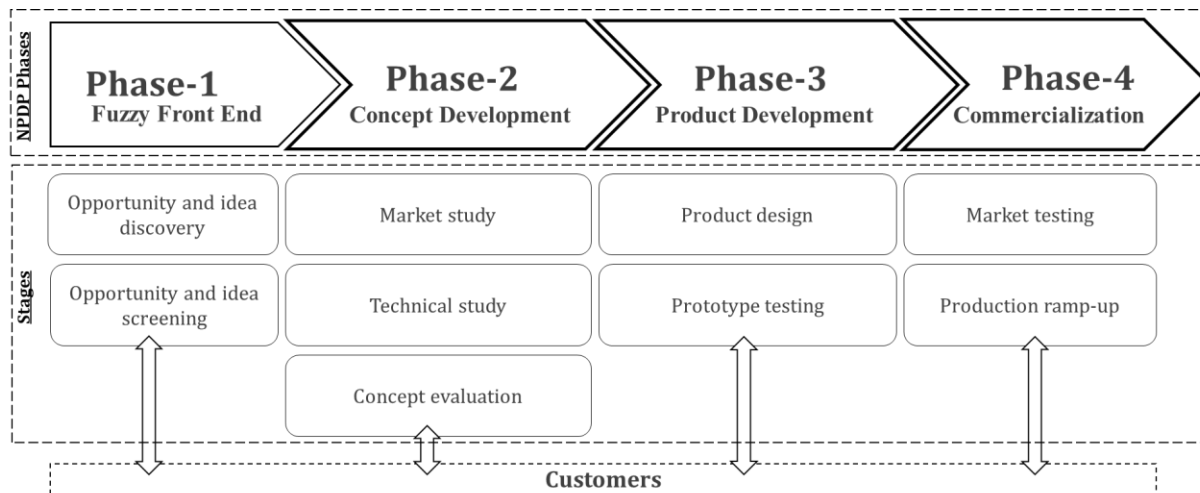 NPDP Phases
Phase-1
Fuzzy Front End
Phase-2
Concept Development
Phase-3
Product Development
Phase-4
Commercialization
Stages
Opportunity and idea
discovery
Market study
Product design
Market testing
Opportunity and idea
screening
Technical study
Prototype testing
Production ramp-up
Concept evaluation
Customers